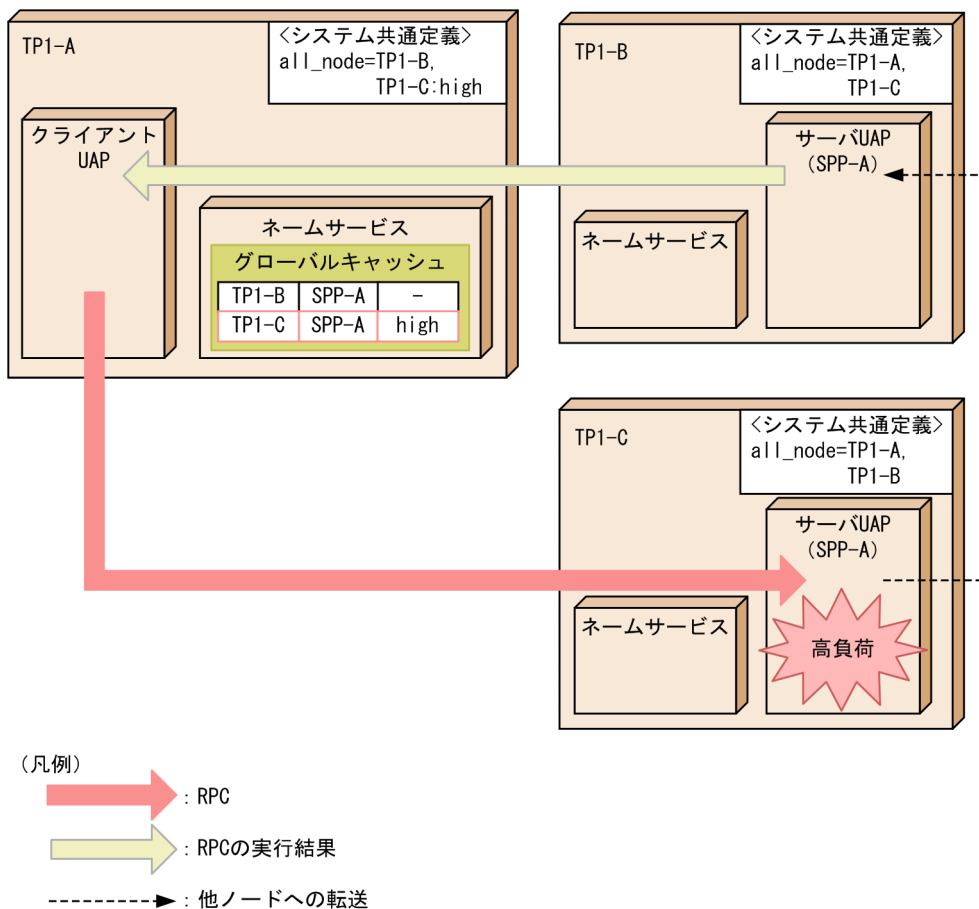 TP1-A
<システム共通定義>
all_node=TP1-B,
TP1-C:high
クライアント
UAP
ネームサービス
グローバルキャッシュ
TP1-B SPP-A -
TP1-C SPP-A high
TP1-B
<システム共通定義>
all_node=TP1-A,
TP1-C
サーバUAP
(SPP-A)
ネームサービス
TP1-C
<システム共通定義>
all_node=TP1-A,
TP1-B
サーバUAP
(SPP-A)
ネームサービス
高負荷
(凡例)
: RPC
: RPCの実行結果
: 他ノードへの転送